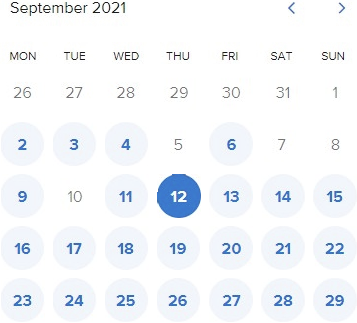 September 2021
MON TUE WED THU FRI SAT SUN
26 27 28 29 30 31 1
2 3 4 5 6 7 8
9 10 11 12 13 14 15
16 17 18 19 20 21 22
23 24 25 26 27 28 29